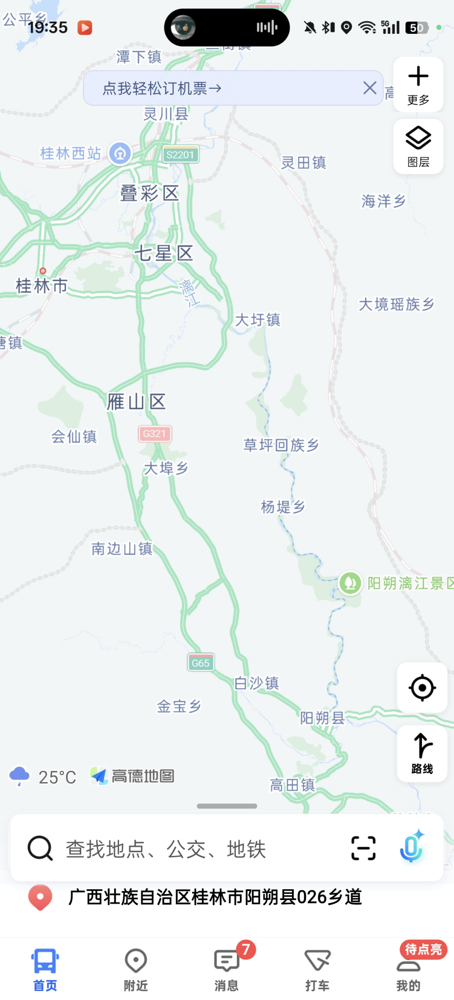 公平乡
19:35
5G
50
潭下镇
点我轻松订机票→
更多
灵川县
桂林西站
S2201
灵田镇
图层
叠彩区
海洋乡
七星区
桂林市
漓江
大境瑶族乡
大圩镇
塘镇
雁山区
会仙镇
G321
草坪回族乡
大埠乡
杨堤乡
南边山镇
阳朔漓江景区
G65
白沙镇
金宝乡
阳朔县
路线
25°C
高德地图
高田镇
查找地点、公交、地铁
广西壮族自治区桂林市阳朔县026乡道
7
待点亮
首页
附近
消息
打车
我的